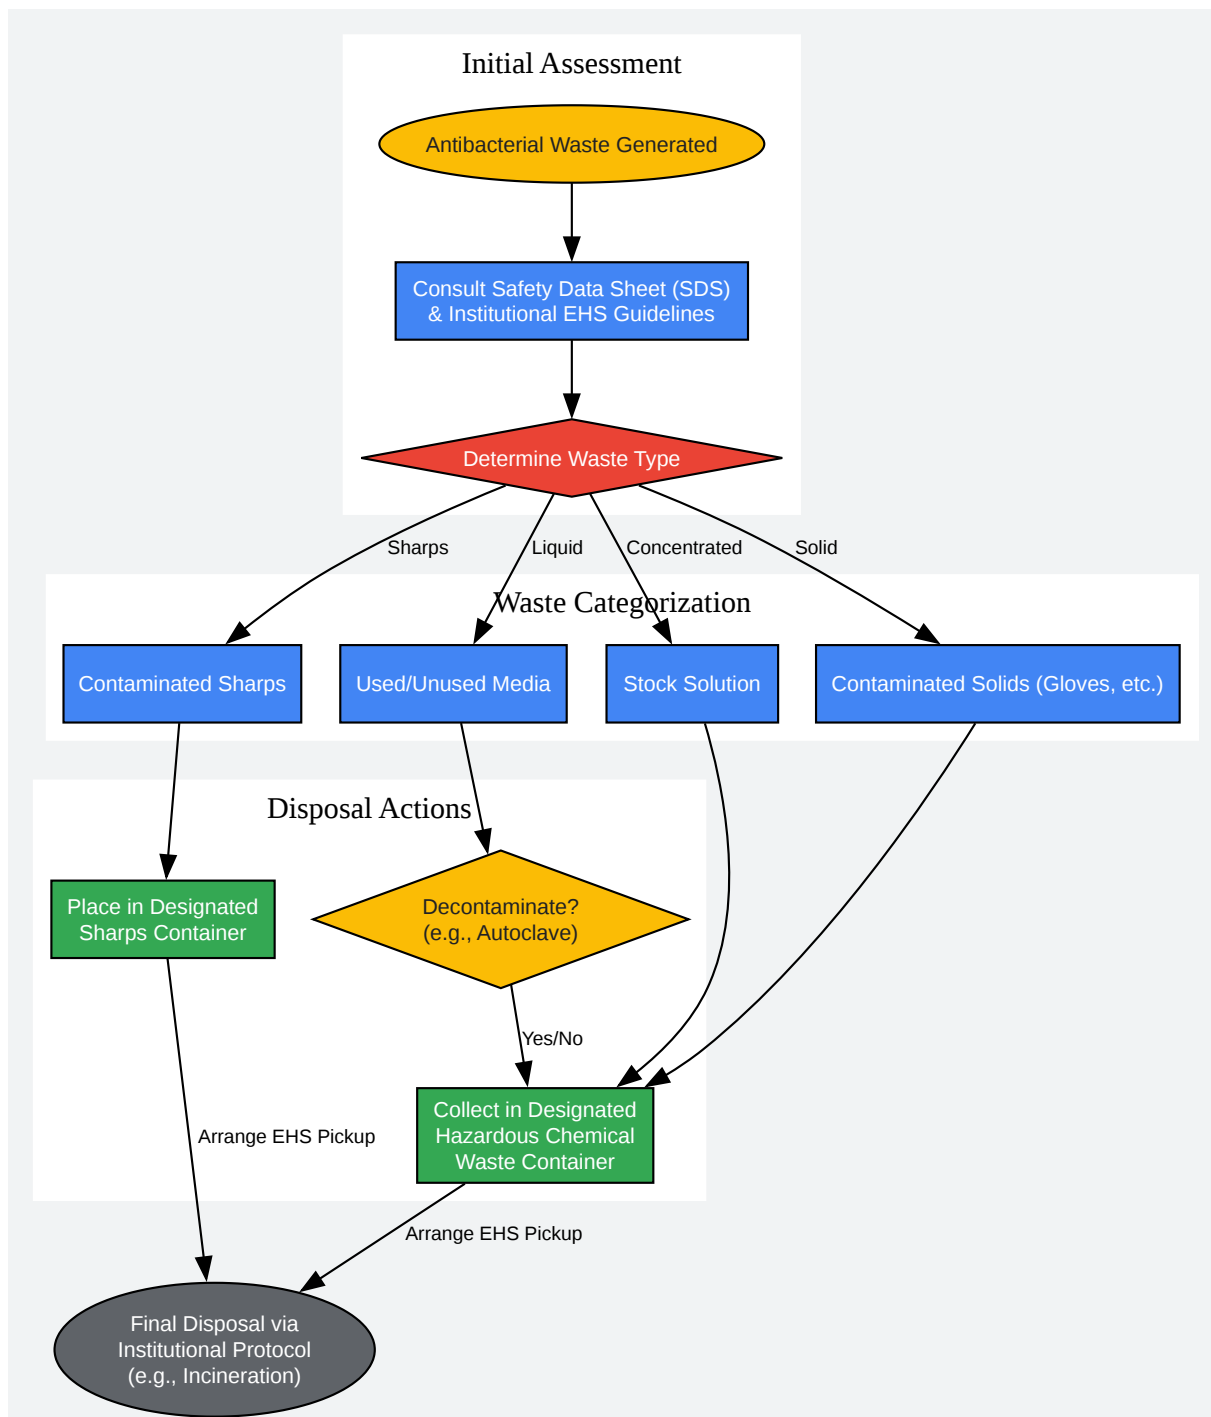 Initial Assessment
Antibacterial Waste Generated
Consult Safety Data Sheet (SDS)
& Institutional EHS Guidelines
Determine Waste Type
Sharps
Liquid
Concentrated
Solid
Waste Categorization
Contaminated Sharps
Used/Unused Media
Stock Solution
Contaminated Solids (Gloves, etc.)
Disposal Actions
Place in Designated
Sharps Container
Decontaminate?
(e.g., Autoclave)
Yes/No
Collect in Designated
Hazardous Chemical
Waste Container
Arrange EHS Pickup
Arrange EHS Pickup
Final Disposal via
Institutional Protocol
(e.g., Incineration)